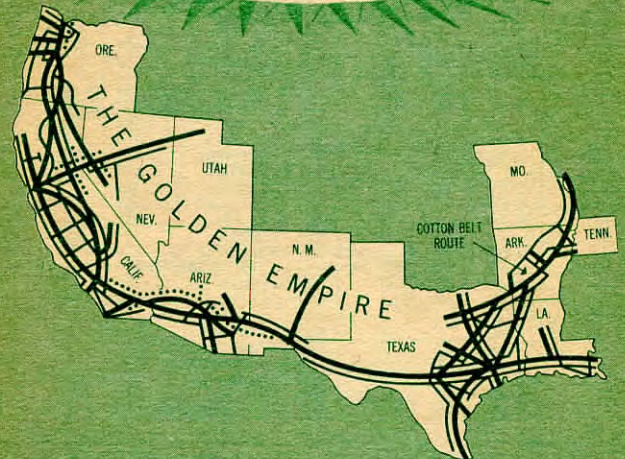 ORE.
THE GOLDEN EMPIRE
UTAH
NEV.
CALIF.
ARIZ.
N. M.
TEXAS
MO.
COTTON BELT
ROUTE
ARK.
TENN.
LA.